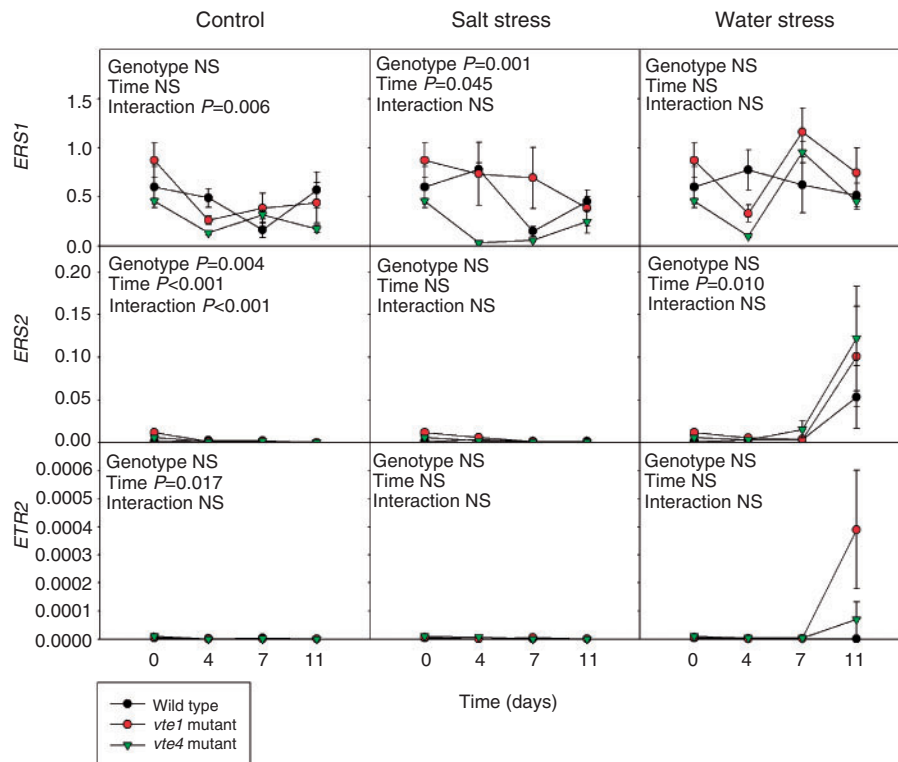 Control
Salt stress
Water stress
ERS1
1.5
1.0
0.5
0.0
Genotype NS
Time NS
Interaction P=0.006
Genotype P=0.001
Time P=0.045
Interaction NS
Genotype NS
Time NS
Interaction NS
ERS2
0.20
0.15
0.10
0.05
0.00
Genotype P=0.004
Time P<0.001
Interaction P<0.001
Genotype NS
Time NS
Interaction NS
Genotype NS
Time P=0.010
Interaction NS
ETR2
0.0006
0.0005
0.0004
0.0003
0.0002
0.0001
0.0000
Genotype NS
Time P=0.017
Interaction NS
Genotype NS
Time NS
Interaction NS
Genotype NS
Time NS
Interaction NS
0 4 7 11
0 4 7 11
0 4 7 11
Time (days)
Wild type
vte1 mutant
vte4 mutant